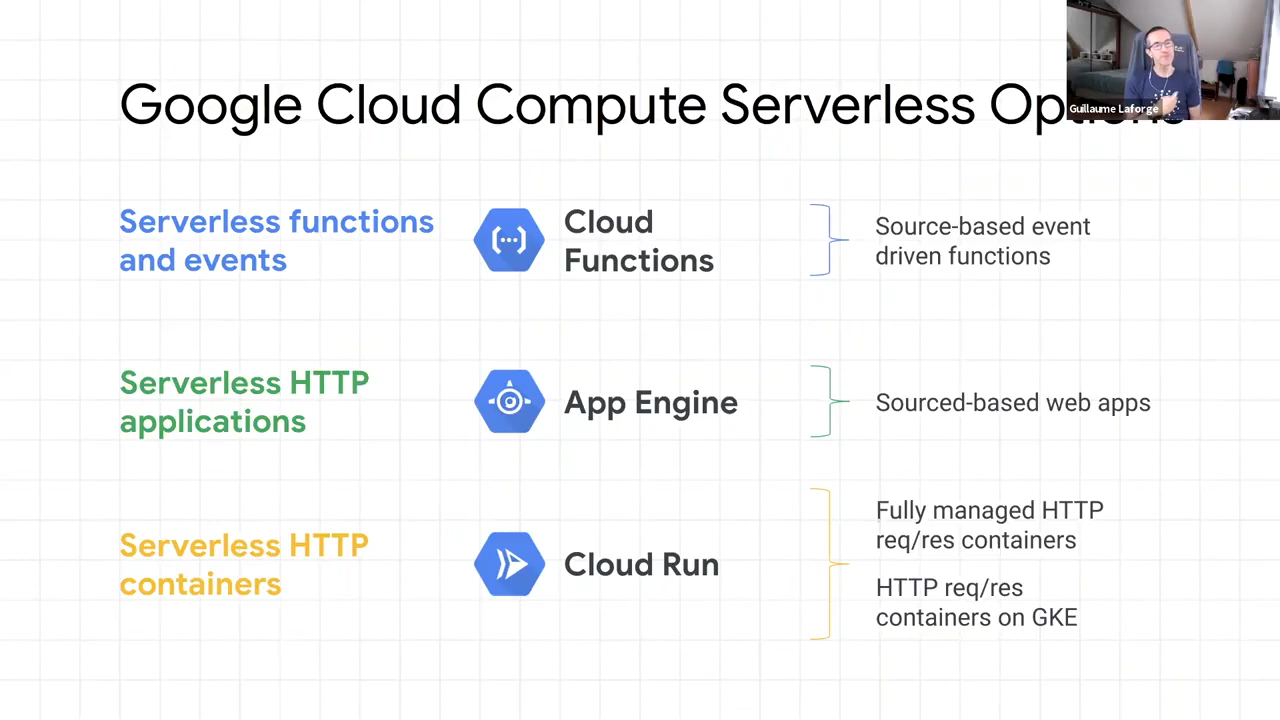 Google Cloud Compute Serverless Options
Guillaume Laforge
Serverless functions
and events
Cloud
Functions
Source-based event
driven functions
Serverless HTTP
applications
App Engine
Sourced-based web apps
Serverless HTTP
containers
Cloud Run
Fully managed HTTP
req/res containers
HTTP req/res
containers on GKE